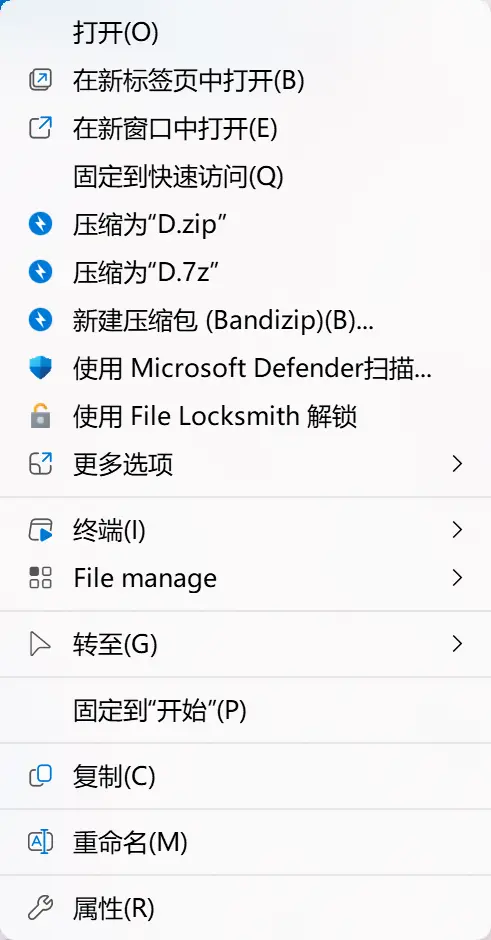 打开(O)
在新标签页中打开(B)
在新窗口中打开(E)
固定到快速访问(Q)
压缩为“D.zip”
压缩为“D.7z”
新建压缩包 (Bandizip)(B)...
使用 Microsoft Defender扫描...
使用 File Locksmith 解锁
更多选项
终端(I)
File manage
转至(G)
固定到“开始”(P)
复制(C)
重命名(M)
属性(R)